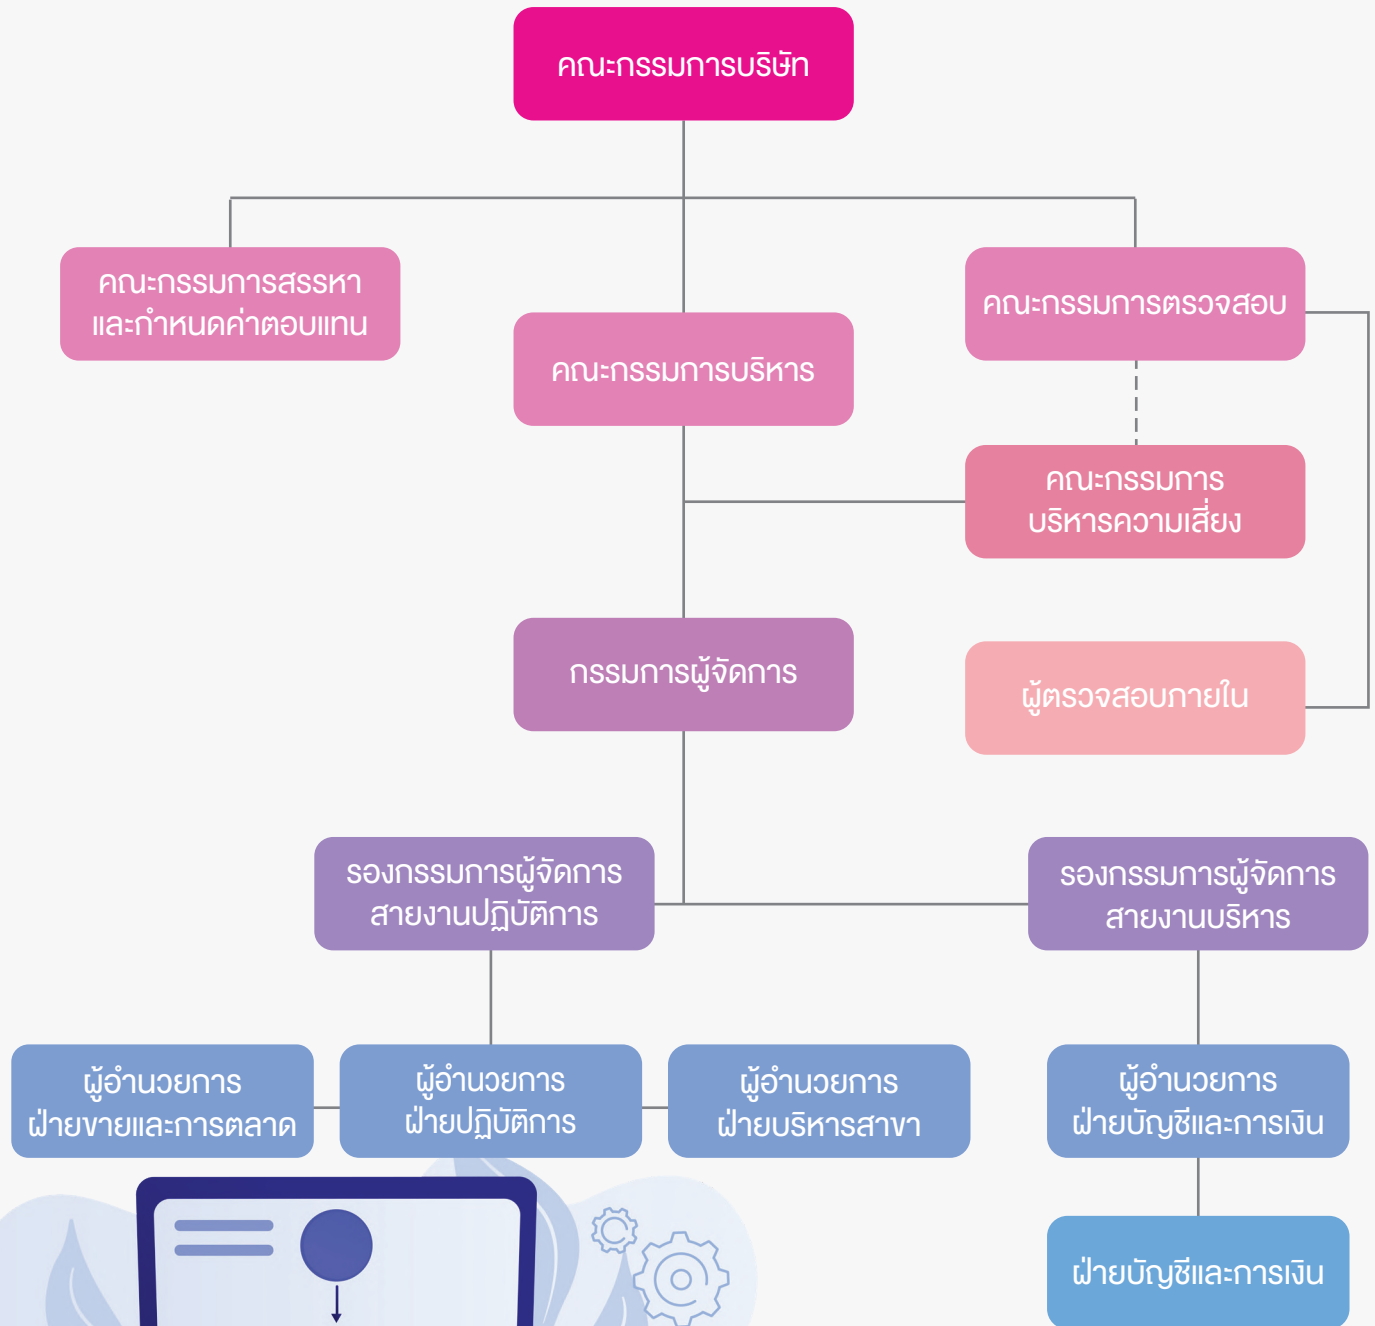 คณะกรรมการบริษัท
คณะกรรมการสรรหา
และกำหนดค่าตอบแทน
คณะกรรมการตรวจสอบ
คณะกรรมการบริหาร
คณะกรรมการ
บริหารความเสี่ยง
กรรมการผู้จัดการ
ผู้ตรวจสอบภายใน
รองกรรมการผู้จัดการ
สายงานปฏิบัติการ
รองกรรมการผู้จัดการ
สายงานบริหาร
ผู้อำนวยการ
ฝ่ายขายและการตลาด
ผู้อำนวยการ
ฝ่ายปฏิบัติการ
ผู้อำนวยการ
ฝ่ายบริหารสาขา
ผู้อำนวยการ
ฝ่ายบัญชีและการเงิน
ฝ่ายบัญชีและการเงิน